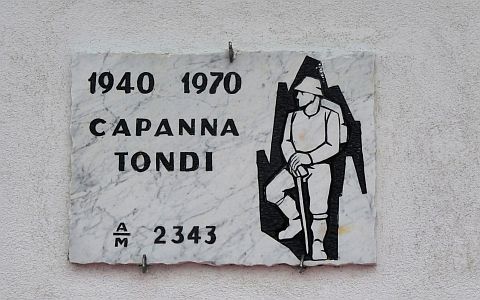 1940 1970
CAPANNA
TONDI
A/M 2343